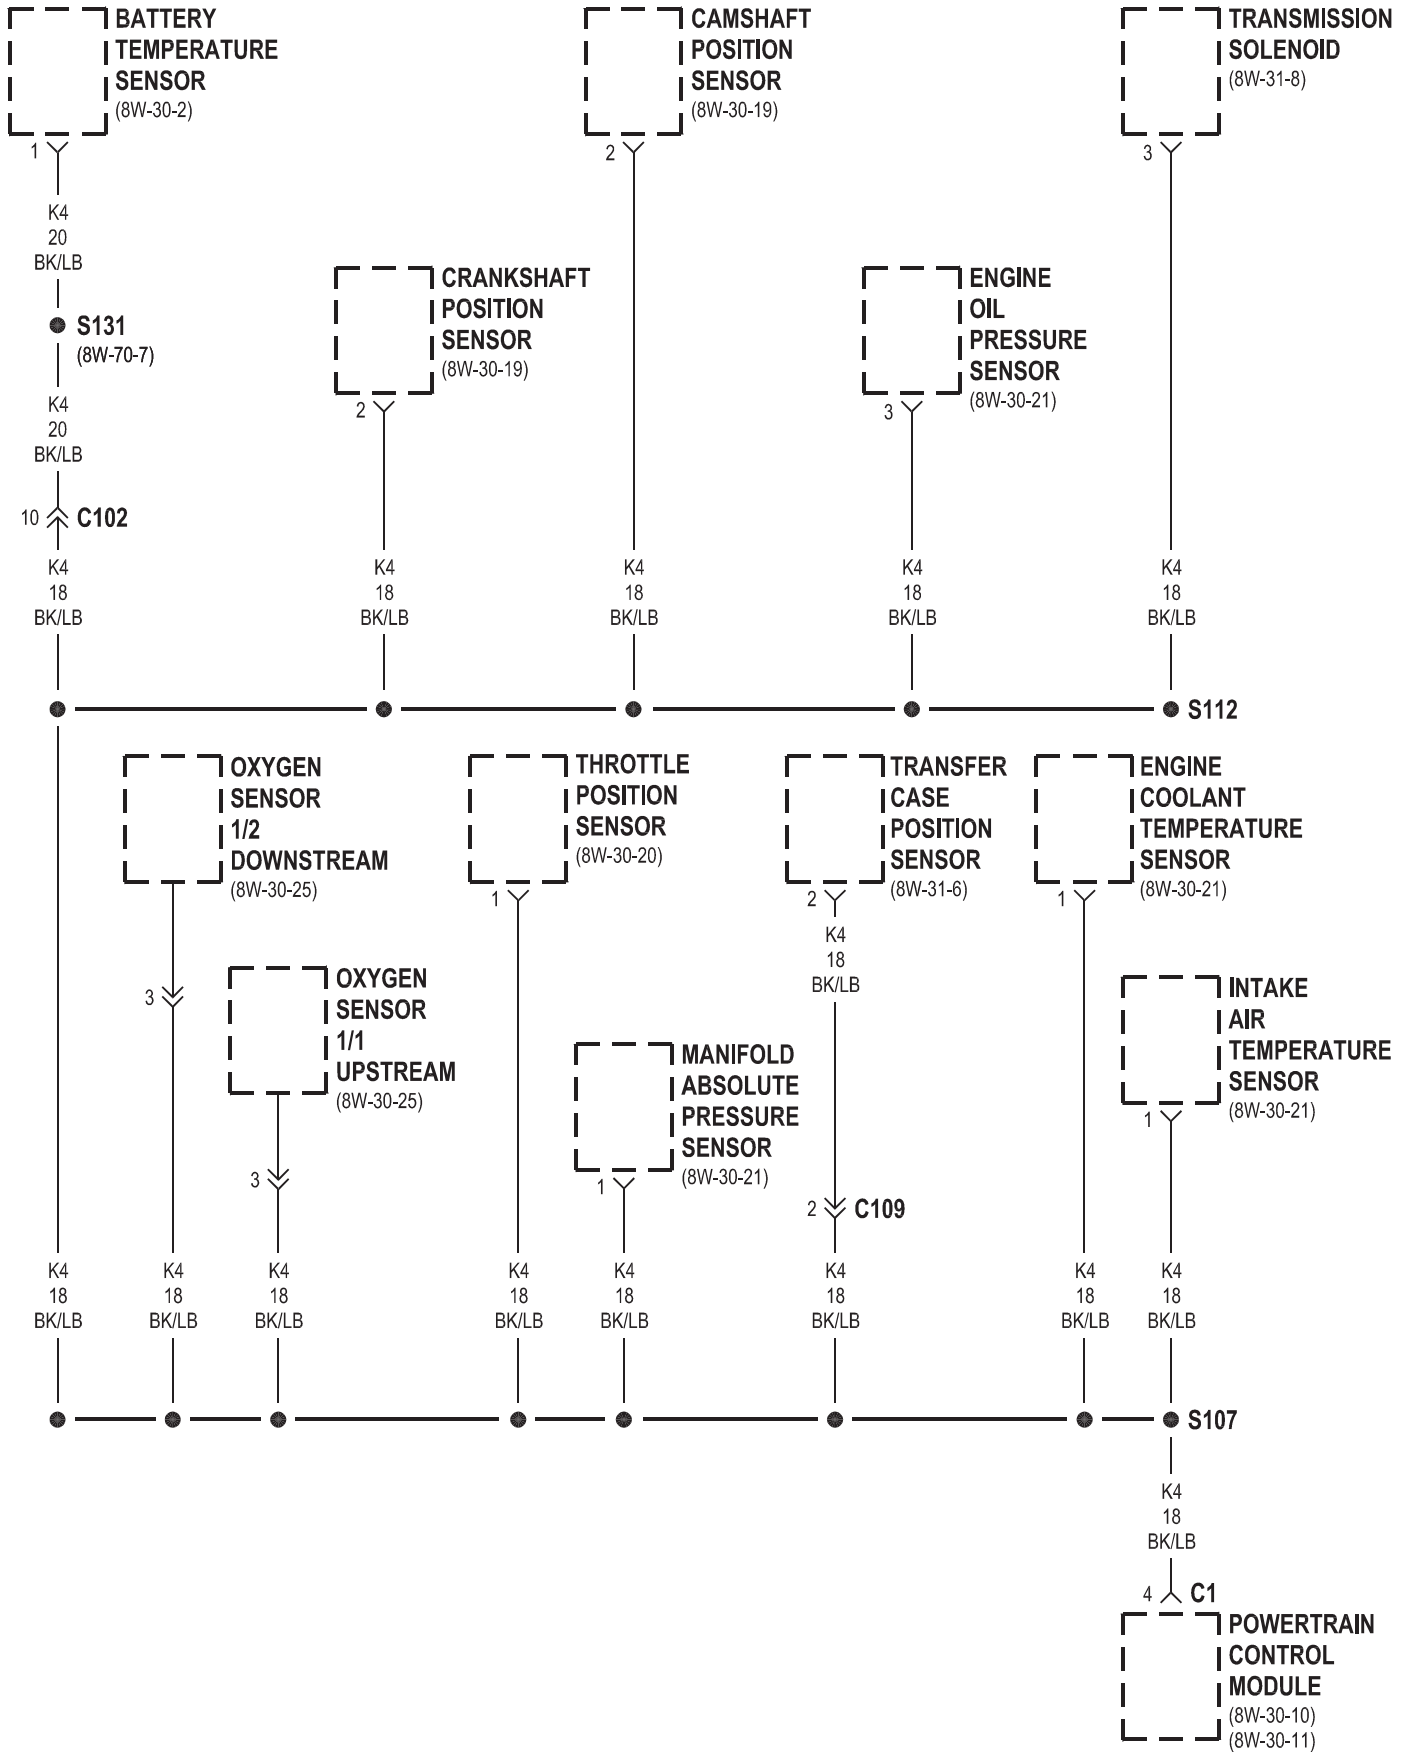 BATTERY
TEMPERATURE
SENSOR
(8W-30-2)
1
CAMSHAFT
POSITION
SENSOR
(8W-30-19)
2
TRANSMISSION
SOLENOID
(8W-31-8)
3
K4
20
BK/LB
S131
(8W-70-7)
K4
20
BK/LB
10
C102
CRANKSHAFT
POSITION
SENSOR
(8W-30-19)
2
ENGINE
OIL
PRESSURE
SENSOR
(8W-30-21)
3
K4
18
BK/LB
K4
18
BK/LB
K4
18
BK/LB
K4
18
BK/LB
K4
18
BK/LB
S112
OXYGEN
SENSOR
1/2
DOWNSTREAM
(8W-30-25)
3
THROTTLE
POSITION
SENSOR
(8W-30-20)
1
TRANSFER
CASE
POSITION
SENSOR
(8W-31-6)
2
K4
18
BK/LB
ENGINE
COOLANT
TEMPERATURE
SENSOR
(8W-30-21)
1
OXYGEN
SENSOR
1/1
UPSTREAM
(8W-30-25)
3
MANIFOLD
ABSOLUTE
PRESSURE
SENSOR
(8W-30-21)
1
2
C109
INTAKE
AIR
TEMPERATURE
SENSOR
(8W-30-21)
1
K4
18
BK/LB
K4
18
BK/LB
K4
18
BK/LB
K4
18
BK/LB
K4
18
BK/LB
K4
18
BK/LB
K4
18
BK/LB
K4
18
BK/LB
S107
K4
18
BK/LB
4
C1
POWERTRAIN
CONTROL
MODULE
(8W-30-10)
(8W-30-11)